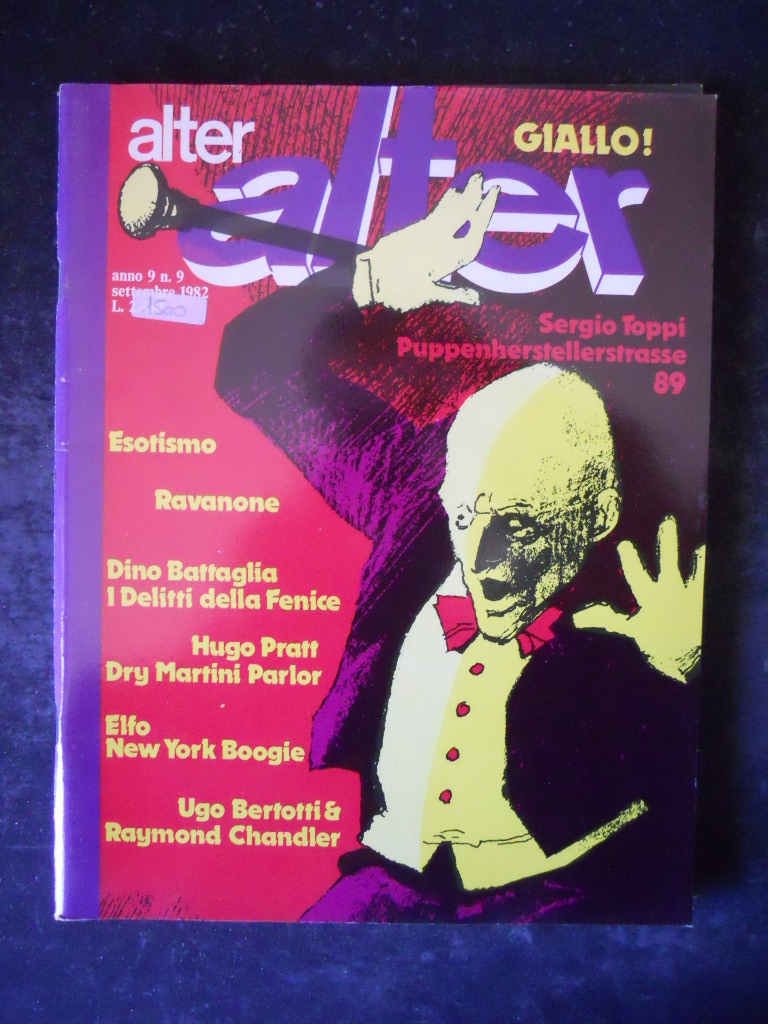 alter
GIALLO!
alter
anno 9 n. 9
settembre 1982
L.
1500
Sergio Toppi
Puppenherstellerstrasse
89
Esotismo
Ravanone
Dino Battaglia
I Delitti della Fenice
Hugo Pratt
Dry Martini Parlor
Elfo
New York Boogie
Ugo Bertotti &
Raymond Chandler